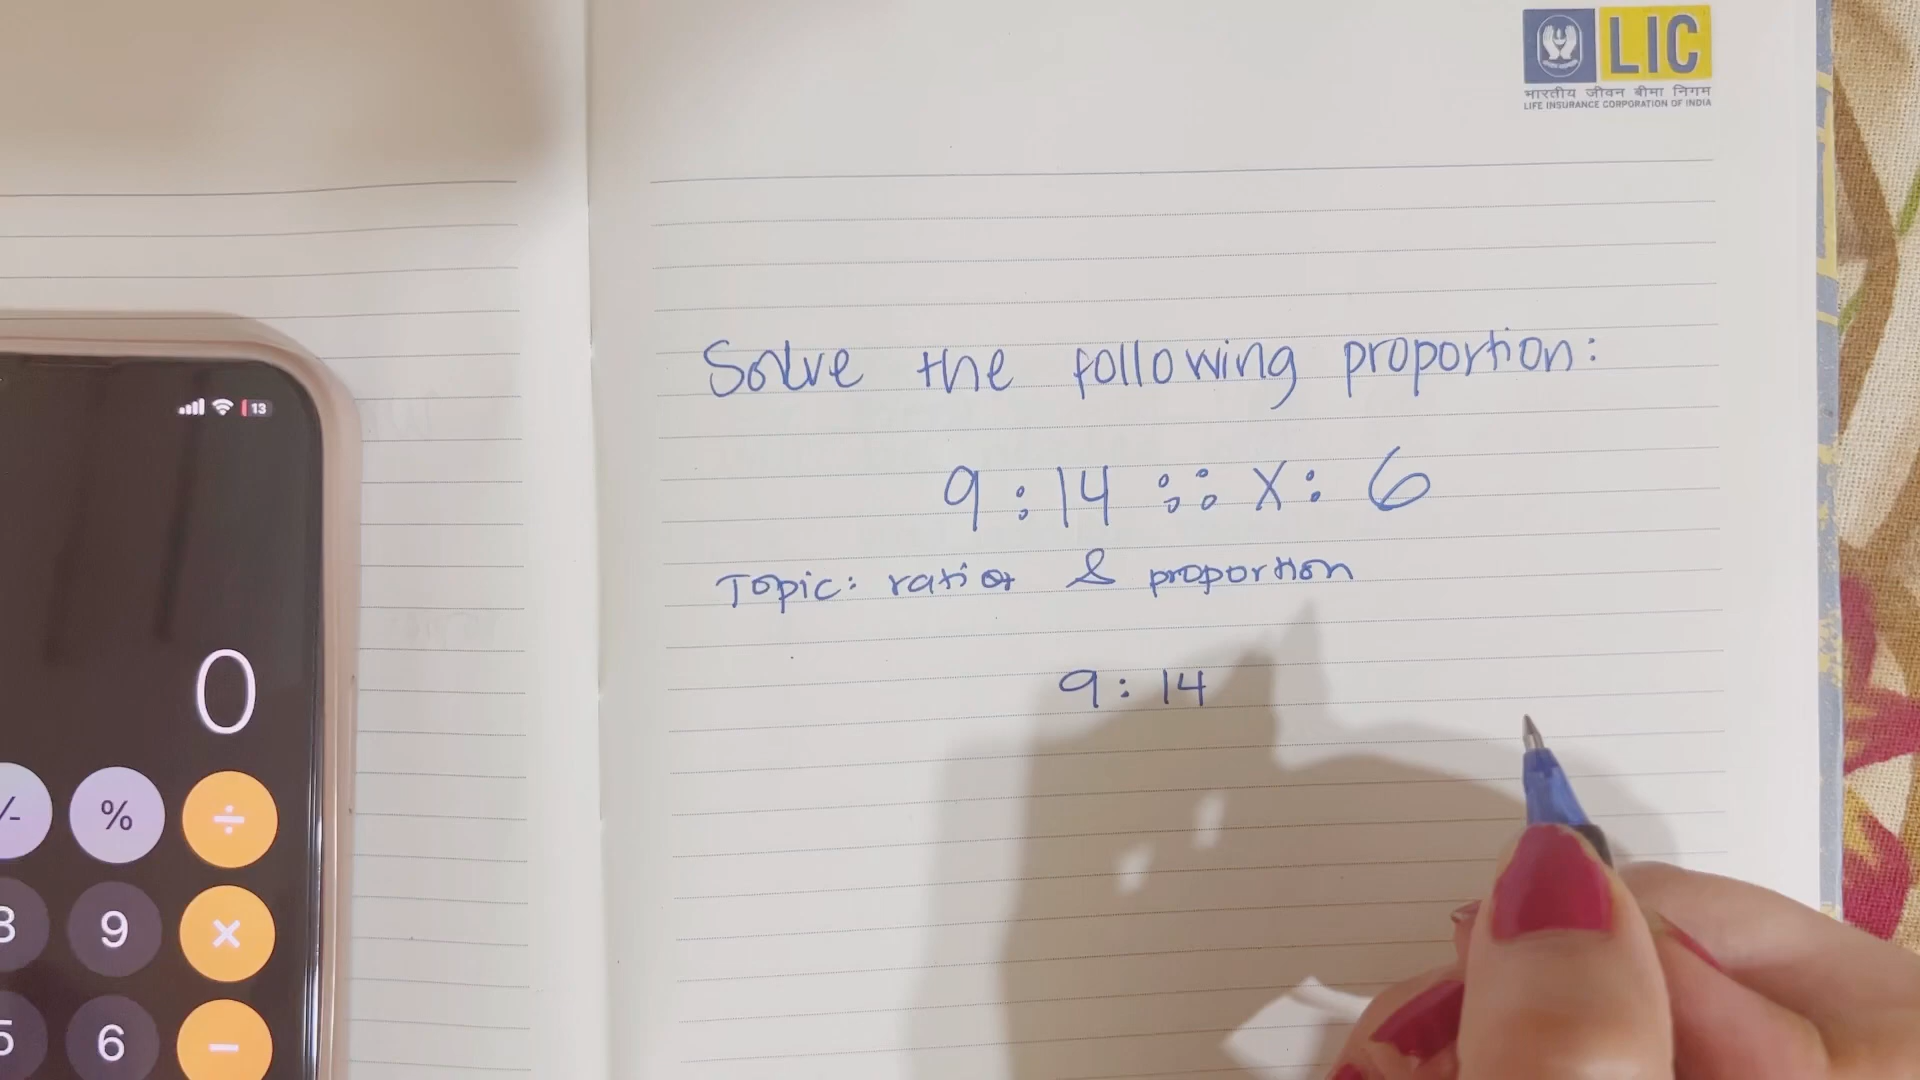 LIC
भारतीय जीवन बीमा निगम
LIFE INSURANCE CORPORATION OF INDIA
Solve the following proportion:
9 : 14 :: x : 6
Topic: ratio & proportion
9 : 14
13
0
% ÷
9 ×
6 −